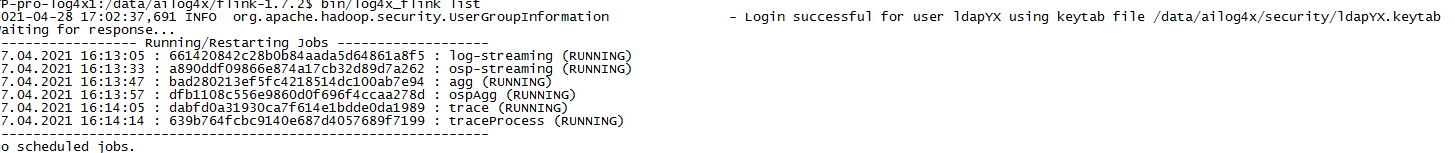 P-pro-log4x1:/data/ailog4x/flink-1.7.2$ bin/log4x_flink list
021-04-28 17:02:37,691 INFO  org.apache.hadoop.security.UserGroupInformation               - Login successful for user ldapYX using keytab file /data/ailog4x/security/ldapYX.keytab
aiting for response...
------------------ Running/Restarting Jobs -------------------
7.04.2021 16:13:05 : 661420842c28b0b84aada5d64861a8f5 : log-streaming (RUNNING)
7.04.2021 16:13:33 : a890ddf09866e874a17cb32d89d7a262 : osp-streaming (RUNNING)
7.04.2021 16:13:47 : bad280213ef5fc4218514dc100ab7e94 : agg (RUNNING)
7.04.2021 16:13:57 : dfb1108c556e9860d0f696f4ccaa278d : ospAgg (RUNNING)
7.04.2021 16:14:05 : dabfd0a31930ca7f614e1bdde0da1989 : trace (RUNNING)
7.04.2021 16:14:14 : 639b764fcbc9140e687d4057689f7199 : traceProcess (RUNNING)
--------------------------------------------------------------
o scheduled jobs.